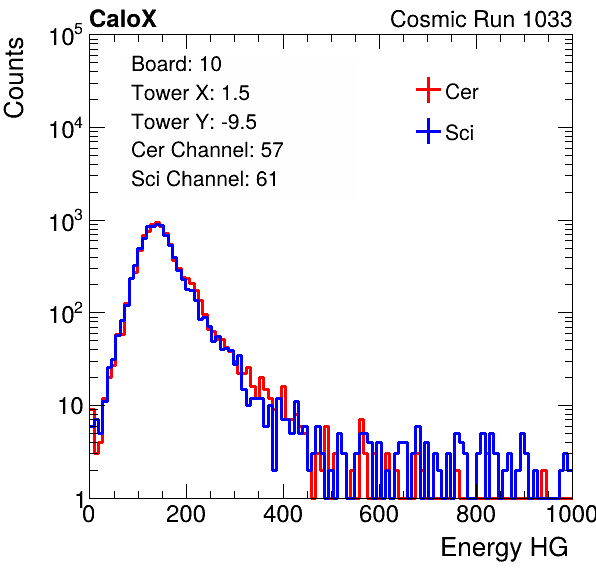 CaloX Cosmic Run 1033
Counts
10^5
10^4
10^3
10^2
10
1
Board: 10
Tower X: 1.5
Tower Y: -9.5
Cer Channel: 57
Sci Channel: 61
Cer
Sci
0 200 400 600 800 1000
Energy HG